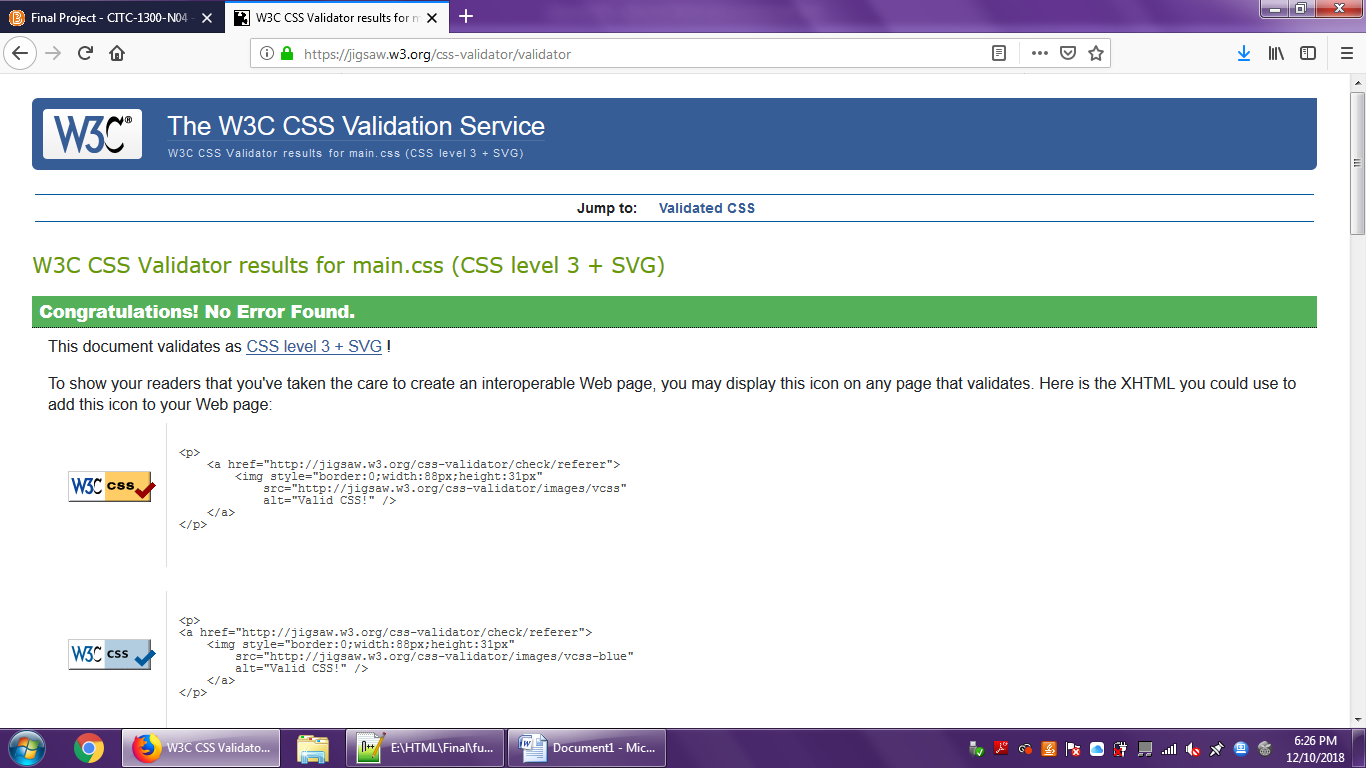 Final Project - CITC-1300-N04 -
W3C CSS Validator results for m
https://jigsaw.w3.org/css-validator/validator
W3C®
The W3C CSS Validation Service
W3C CSS Validator results for main.css (CSS level 3 + SVG)
Jump to: Validated CSS
W3C CSS Validator results for main.css (CSS level 3 + SVG)
Congratulations! No Error Found.
This document validates as CSS level 3 + SVG !
To show your readers that you've taken the care to create an interoperable Web page, you may display this icon on any page that validates. Here is the XHTML you could use to
add this icon to your Web page:
W3C css
<p>
<a href="http://jigsaw.w3.org/css-validator/check/referer">
<img style="border:0;width:88px;height:31px"
src="http://jigsaw.w3.org/css-validator/images/vcss"
alt="Valid CSS!" />
</a>
</p>
W3C css
<p>
<a href="http://jigsaw.w3.org/css-validator/check/referer">
<img style="border:0;width:88px;height:31px"
src="http://jigsaw.w3.org/css-validator/images/vcss-blue"
alt="Valid CSS!" />
</a>
</p>
W3C CSS Validato...
E:\HTML\Final\fu...
Document1 - Mic...
6:26 PM
12/10/2018